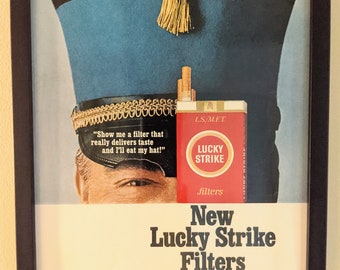 L.S./M.F.T.
LUCKY
STRIKE
filters
"Show me a filter that
really delivers taste
and I'll eat my hat!"
New
Lucky Strike
Filters